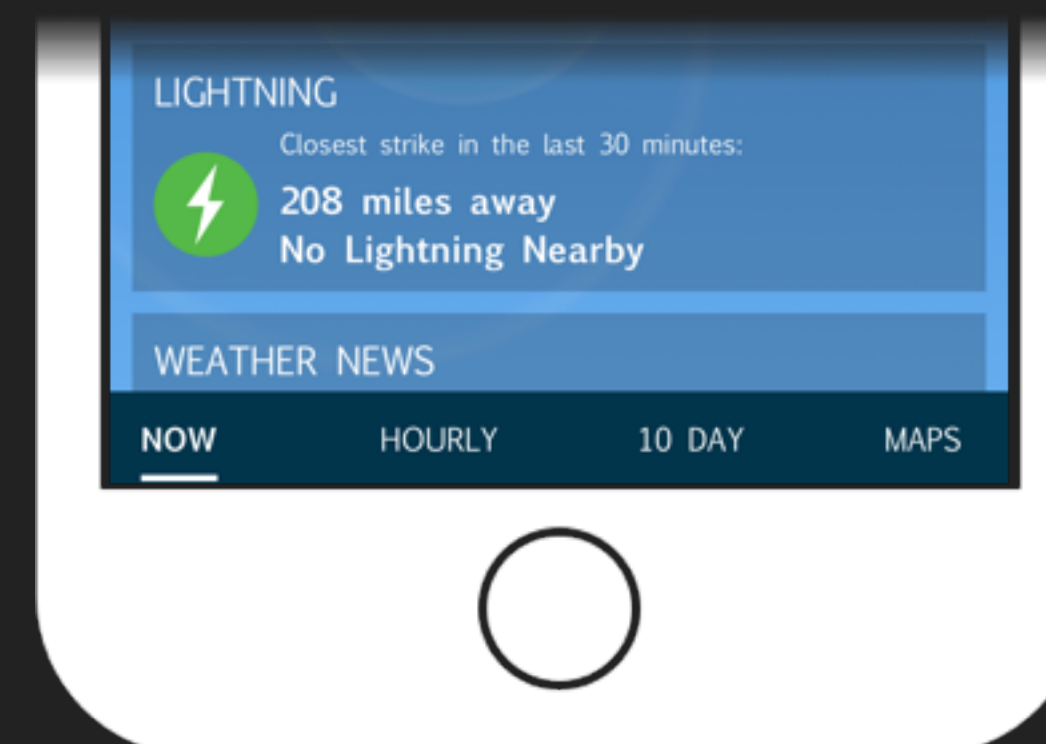 LIGHTNING
Closest strike in the last 30 minutes:
208 miles away
No Lightning Nearby
WEATHER NEWS
NOW HOURLY 10 DAY MAPS